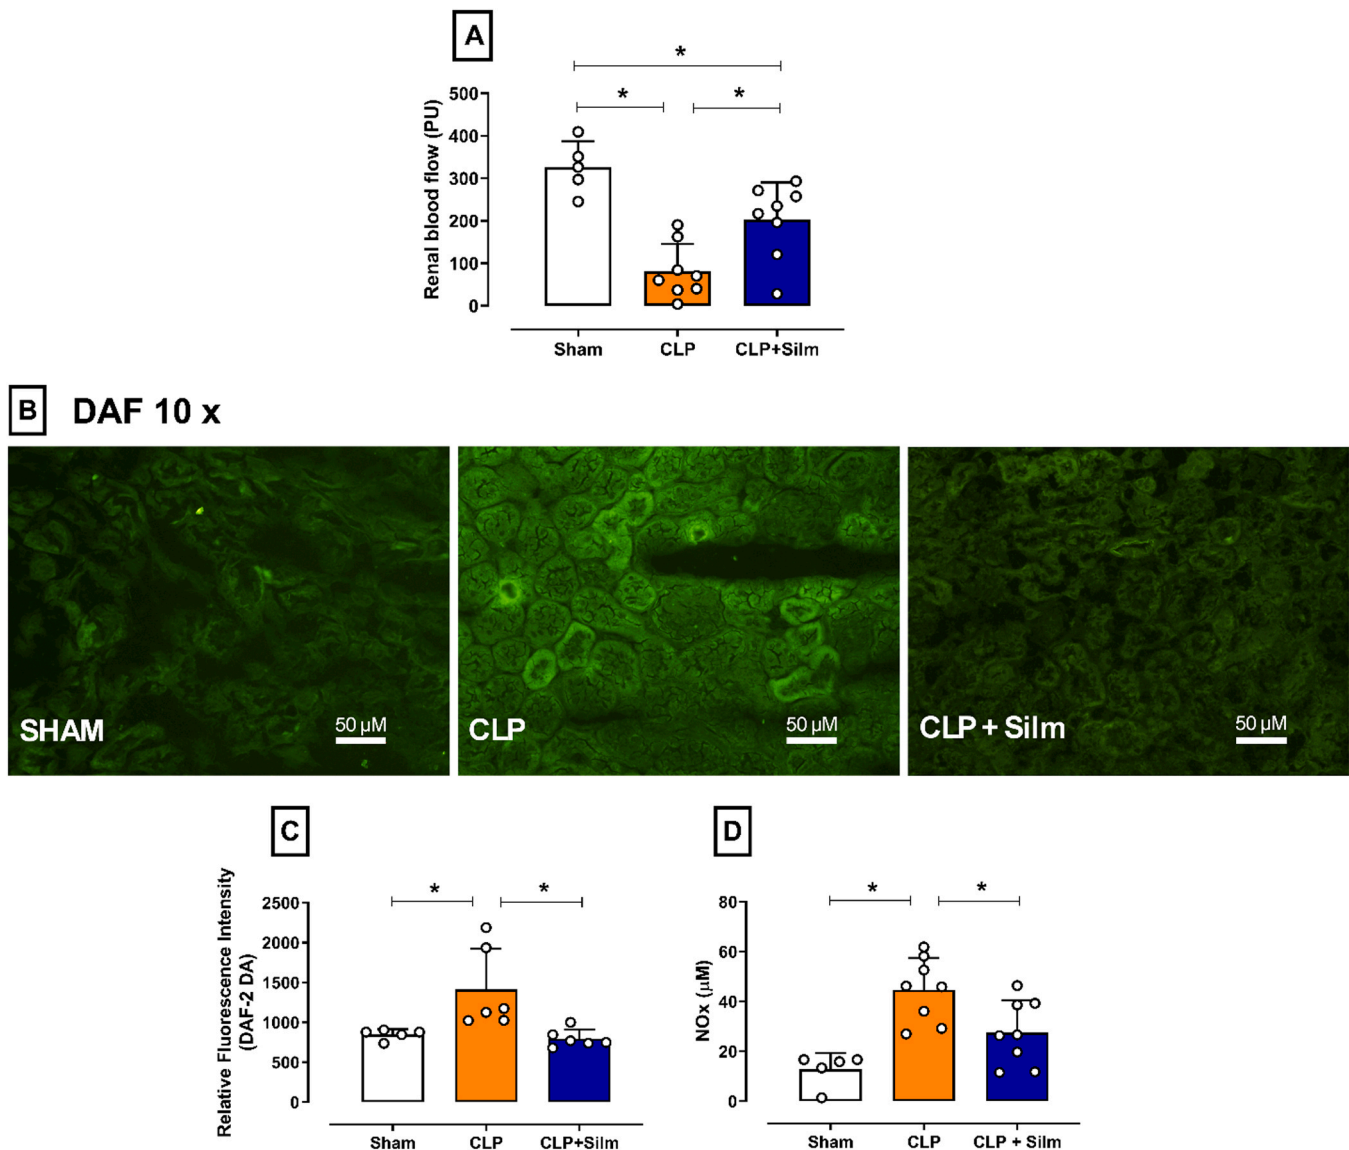 A
*
* *
Renal blood flow (PU)
500
400
300
200
100
0
Sham CLP CLP+Silm
B DAF 10 x
SHAM 50 µM
CLP 50 µM
CLP + Silm 50 µM
C
Relative Fluorescence Intensity
(DAF-2 DA)
* *
2500
2000
1500
1000
500
0
Sham CLP CLP+Silm
D
NOx (µM)
* *
80
60
40
20
0
Sham CLP CLP + Silm